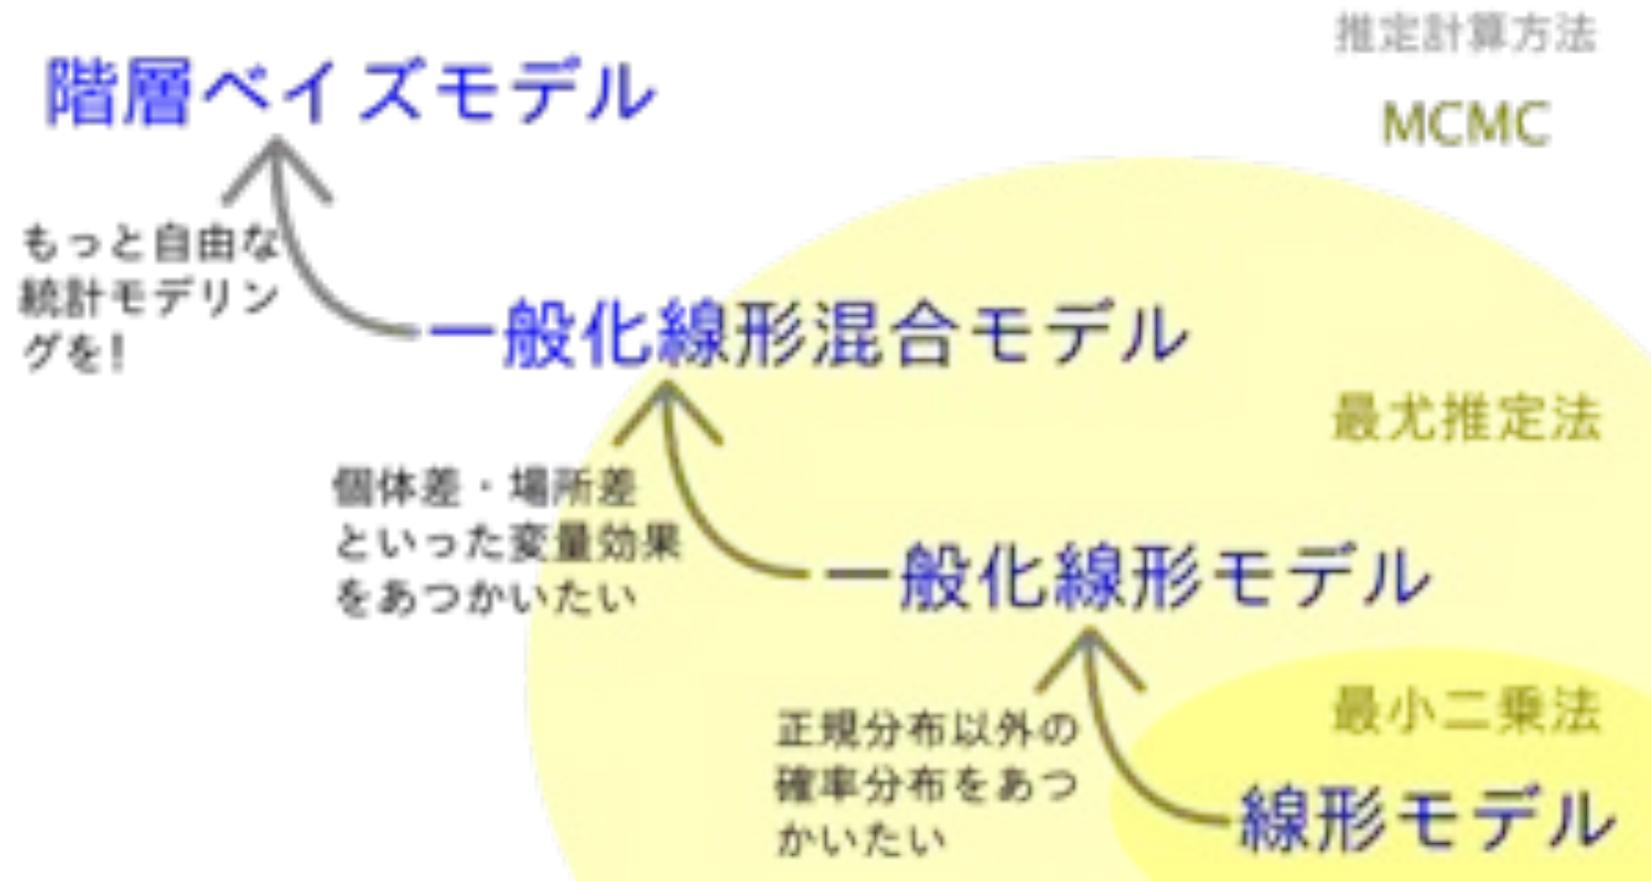 推定計算方法
階層ベイズモデル
MCMC
もっと自由な
統計モデリン
グを!
一般化線形混合モデル
最尤推定法
個体差・場所差
といった変量効果
をあつかいたい
一般化線形モデル
正規分布以外の
確率分布をあつ
かいたい
最小二乗法
線形モデル